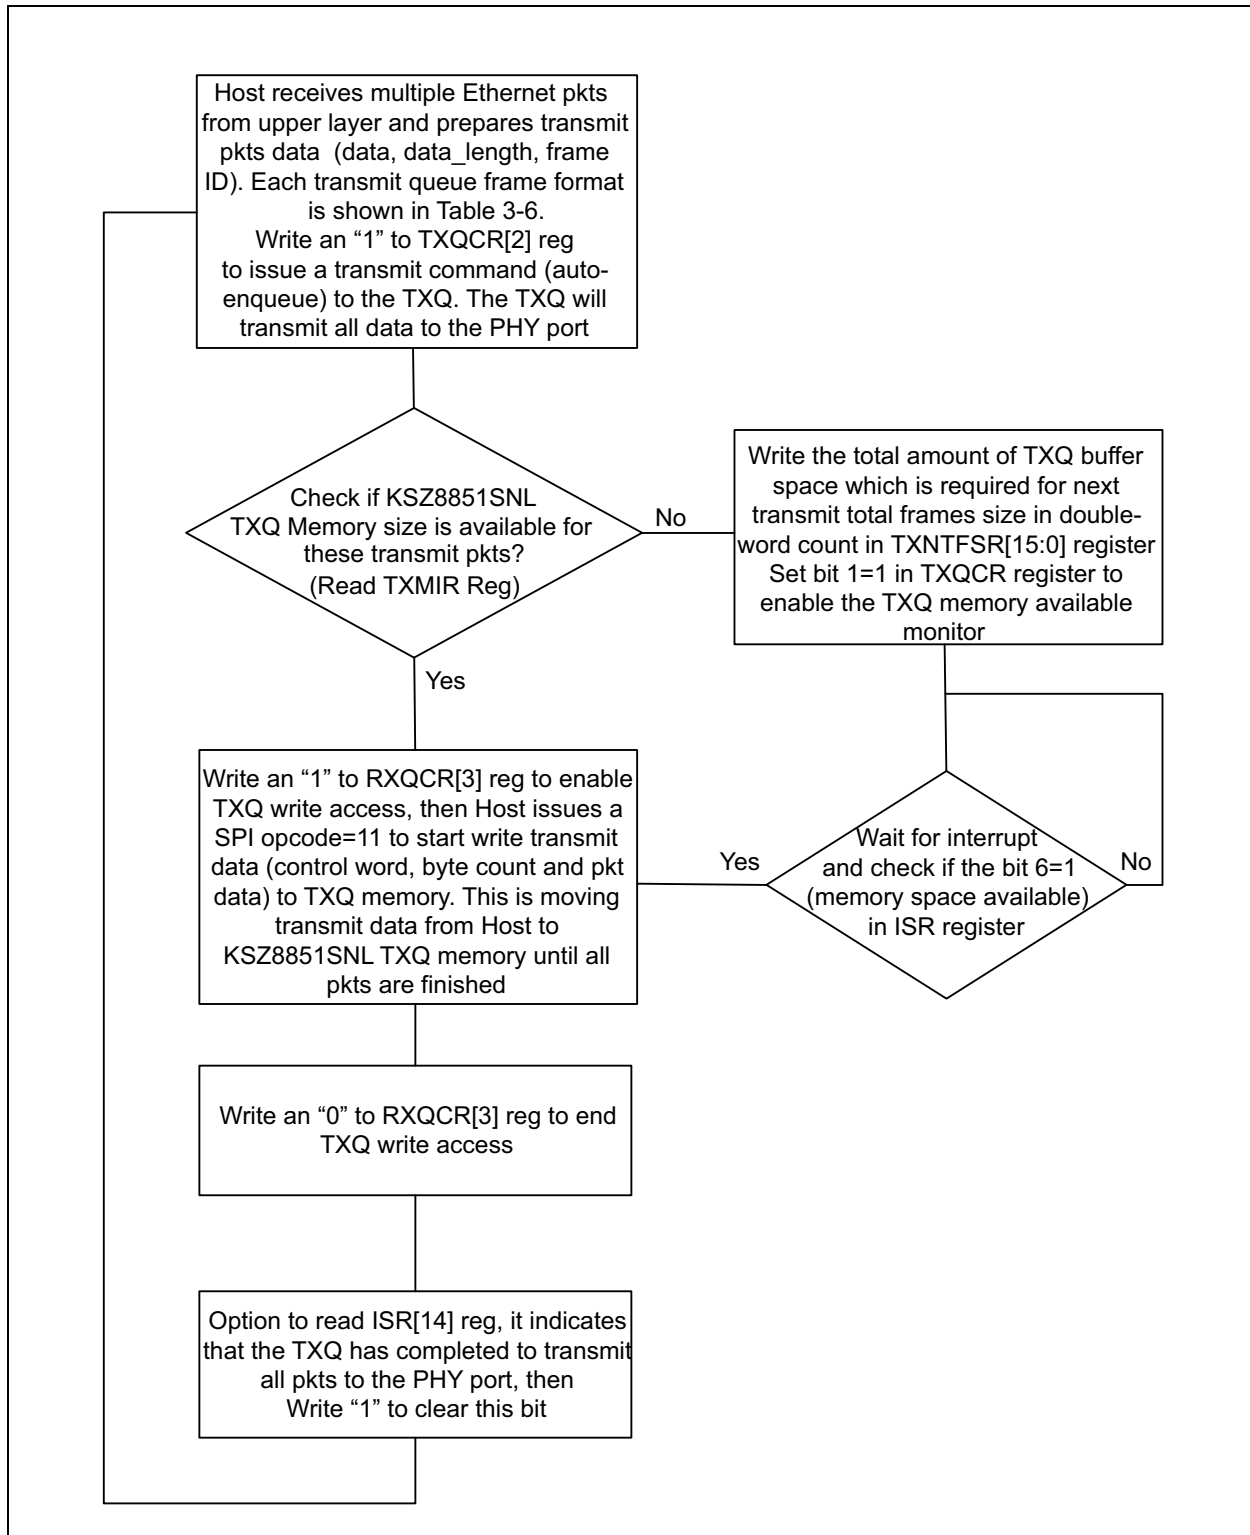 Host receives multiple Ethernet pkts
from upper layer and prepares transmit
pkts data (data, data_length, frame
ID). Each transmit queue frame format
is shown in Table 3-6.
Write an “1” to TXQCR[2] reg
to issue a transmit command (auto-
enqueue) to the TXQ. The TXQ will
transmit all data to the PHY port
Check if KSZ8851SNL
TXQ Memory size is available for
these transmit pkts?
(Read TXMIR Reg)
No
Write the total amount of TXQ buffer
space which is required for next
transmit total frames size in double-
word count in TXNTFSR[15:0] register
Set bit 1=1 in TXQCR register to
enable the TXQ memory available
monitor
Yes
Write an “1” to RXQCR[3] reg to enable
TXQ write access, then Host issues a
SPI opcode=11 to start write transmit
data (control word, byte count and pkt
data) to TXQ memory. This is moving
transmit data from Host to
KSZ8851SNL TXQ memory until all
pkts are finished
Yes
Wait for interrupt
and check if the bit 6=1
(memory space available)
in ISR register
No
Write an “0” to RXQCR[3] reg to end
TXQ write access
Option to read ISR[14] reg, it indicates
that the TXQ has completed to transmit
all pkts to the PHY port, then
Write “1” to clear this bit